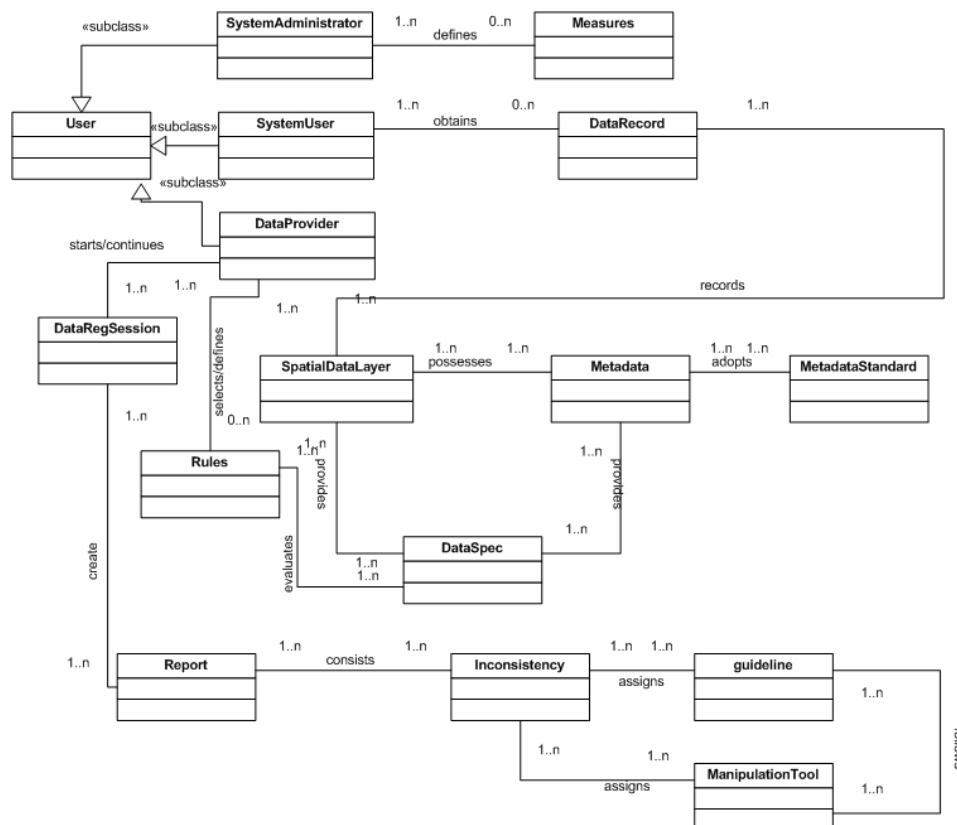 «subclass»
SystemAdministrator
1..n
0..n
defines
Measures
User
«subclass»
SystemUser
1..n
0..n
obtains
DataRecord
1..n
«subclass»
DataProvider
starts/continues
1..n
1..n
1..n
1..n
records
DataRegSession
selects/defines
SpatialDataLayer
1..n
1..n
possesses
Metadata
1..n
1..n
adopts
MetadataStandard
1..n
0..n
1..n
1..n
Rules
provides
1..n
provides
evaluates
1..n
1..n
DataSpec
1..n
create
1..n
Report
1..n
1..n
consists
Inconsistency
1..n
1..n
assigns
guideline
1..n
1..n
1..n
assigns
ManipulationTool
1..n
follows